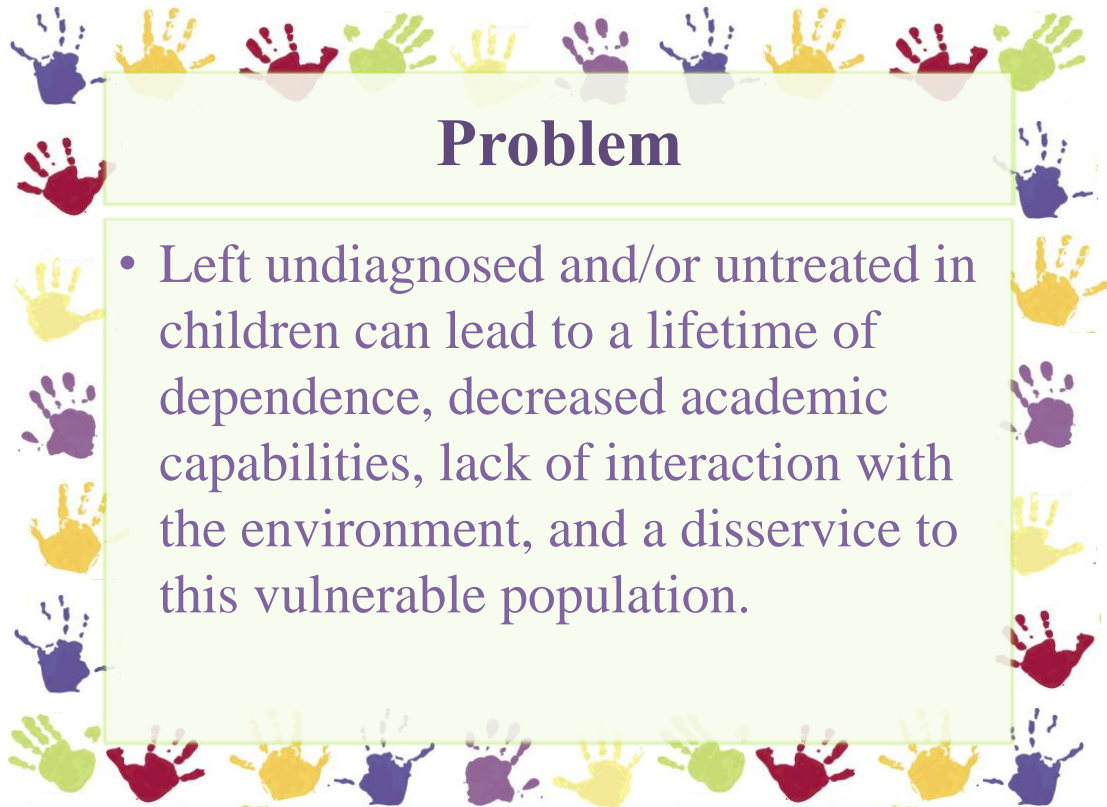 Problem
• Left undiagnosed and/or untreated in
children can lead to a lifetime of
dependence, decreased academic
capabilities, lack of interaction with
the environment, and a disservice to
this vulnerable population.